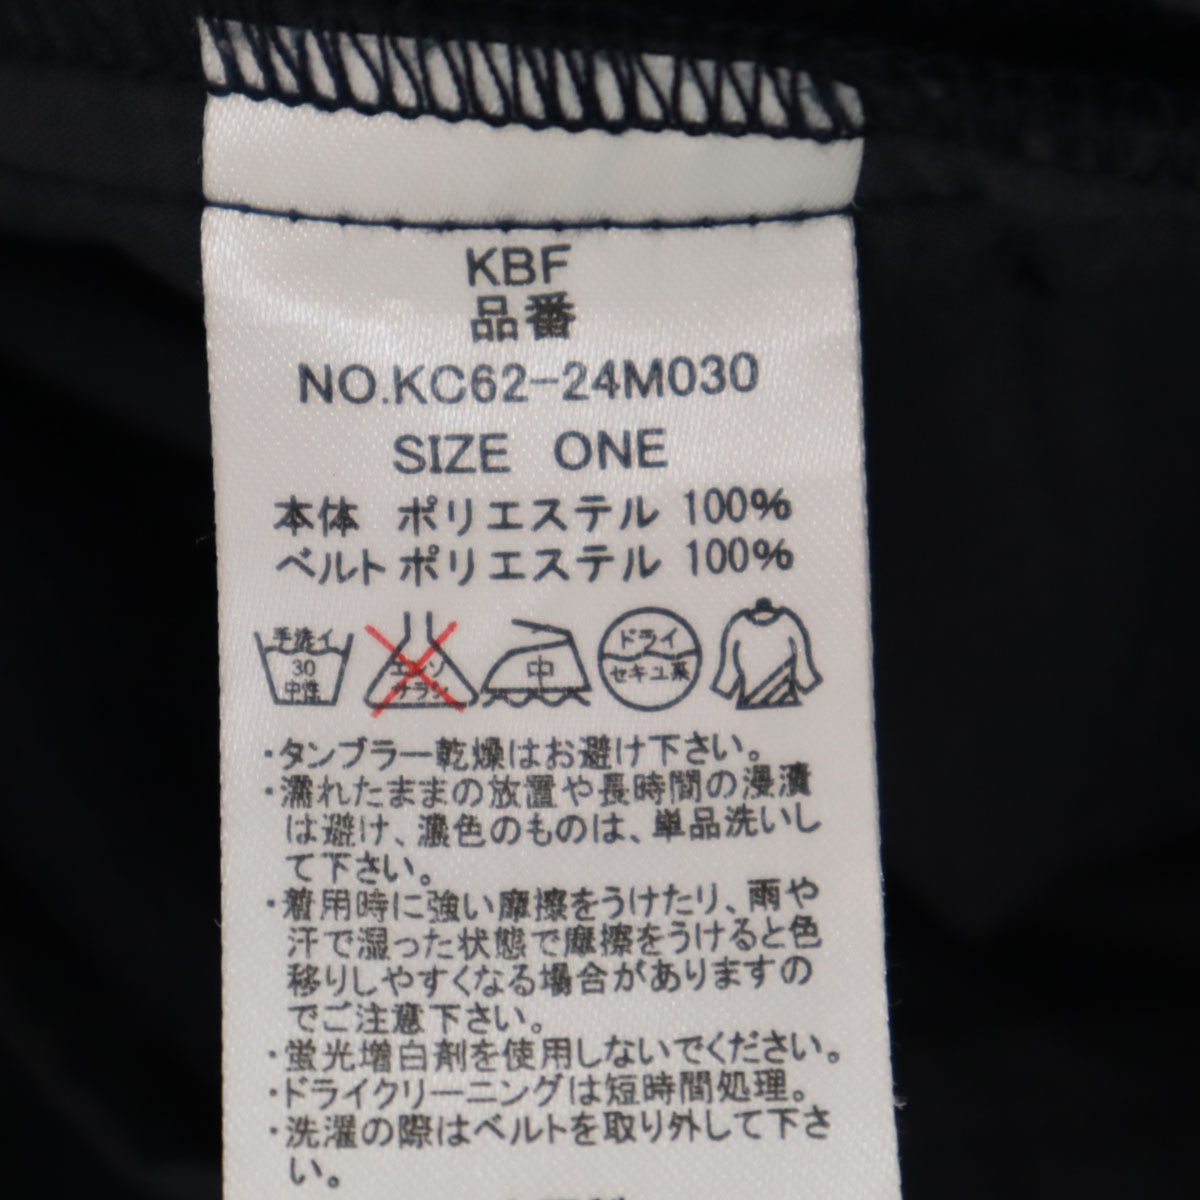 KBF
品番
NO.KC62-24M030
SIZE ONE
本体 ポリエステル 100%
ベルト ポリエステル 100%
手洗イ
30
中性
エンソ
サラシ
中
ドライ
セキユ系
・タンブラー乾燥はお避け下さい。
・濡れたままの放置や長時間の浸漬
は避け、濃色のものは、単品洗いし
て下さい。
・着用時に強い摩擦をうけたり、雨や
汗で湿った状態で摩擦をうけると色
移りしやすくなる場合がありますの
でご注意下さい。
・蛍光増白剤を使用しないでください。
・ドライクリーニングは短時間処理。
・洗濯の際はベルトを取り外して下さ
い。